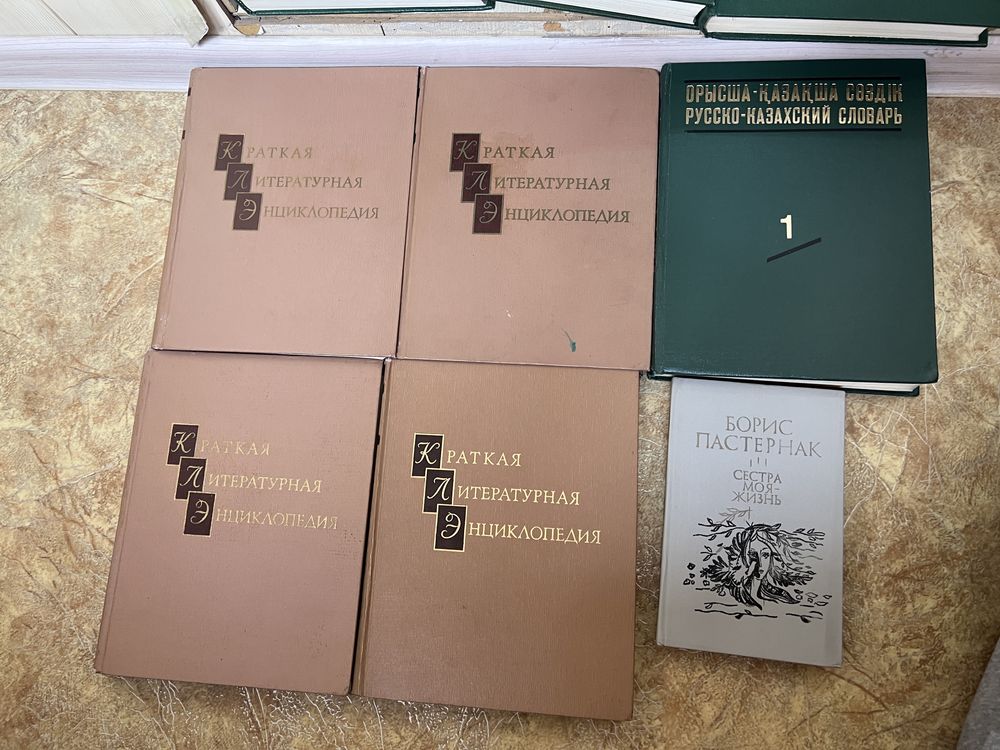 КРАТКАЯ
ЛИТЕРАТУРНАЯ
ЭНЦИКЛОПЕДИЯ
КРАТКАЯ
ЛИТЕРАТУРНАЯ
ЭНЦИКЛОПЕДИЯ
ОРЫСША-ҚАЗАҚША СӨЗДІК
РУССКО-КАЗАХСКИЙ СЛОВАРЬ
1
КРАТКАЯ
ЛИТЕРАТУРНАЯ
ЭНЦИКЛОПЕДИЯ
КРАТКАЯ
ЛИТЕРАТУРНАЯ
ЭНЦИКЛОПЕДИЯ
БОРИС
ПАСТЕРНАК
СЕСТРА
МОЯ-
ЖИЗНЬ